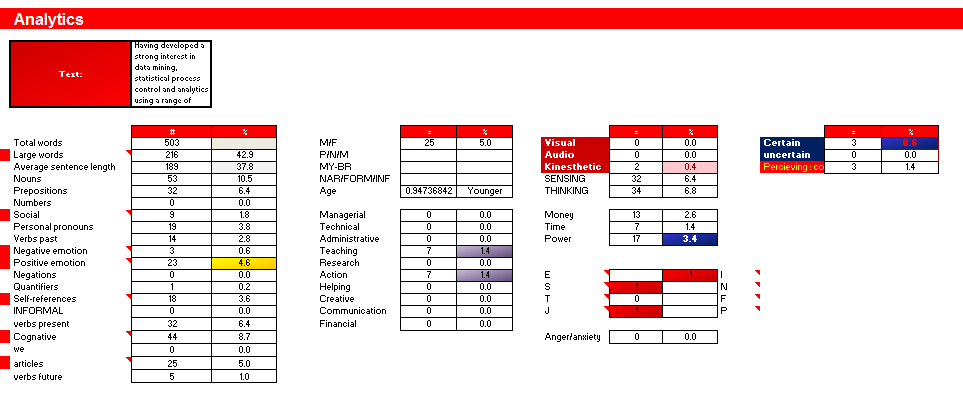 Analytics
Text:
Having developed a
strong interest in
data mining,
statistical process
control and analytics
using a range of
# %
Total words 503
Large words 216 42.9
Average sentence length 189 37.8
Nouns 53 10.5
Prepositions 32 6.4
Numbers 0 0.0
Social 9 1.8
Personal pronouns 19 3.8
Verbs past 14 2.8
Negative emotion 3 0.6
Positive emotion 23 4.6
Negations 0 0.0
Quantifiers 1 0.2
Self-references 18 3.6
INFORMAL 0 0.0
verbs present 32 6.4
Cognative 44 8.7
we 0 0.0
articles 25 5.0
verbs future 5 1.0
= %
M/F 25 5.0
P/N/M
MY-BR
NAR/FORM/INF
Age 0.94736842 Younger
Managerial 0 0.0
Technical 0 0.0
Administrative 0 0.0
Teaching 7 1.4
Research 0 0.0
Action 7 1.4
Helping 0 0.0
Creative 0 0.0
Communication 0 0.0
Financial 0 0.0
= %
Visual 0 0.0
Audio 0 0.0
Kinesthetic 2 0.4
SENSING 32 6.4
THINKING 34 6.8
Money 13 2.6
Time 7 1.4
Power 17 3.4
E 1 I
S 1 N
T 0 F
J 1 P
Anger/anxiety 0 0.0
= %
Certain 3 0.6
uncertain 0 0.0
Percieving: co 3 1.4